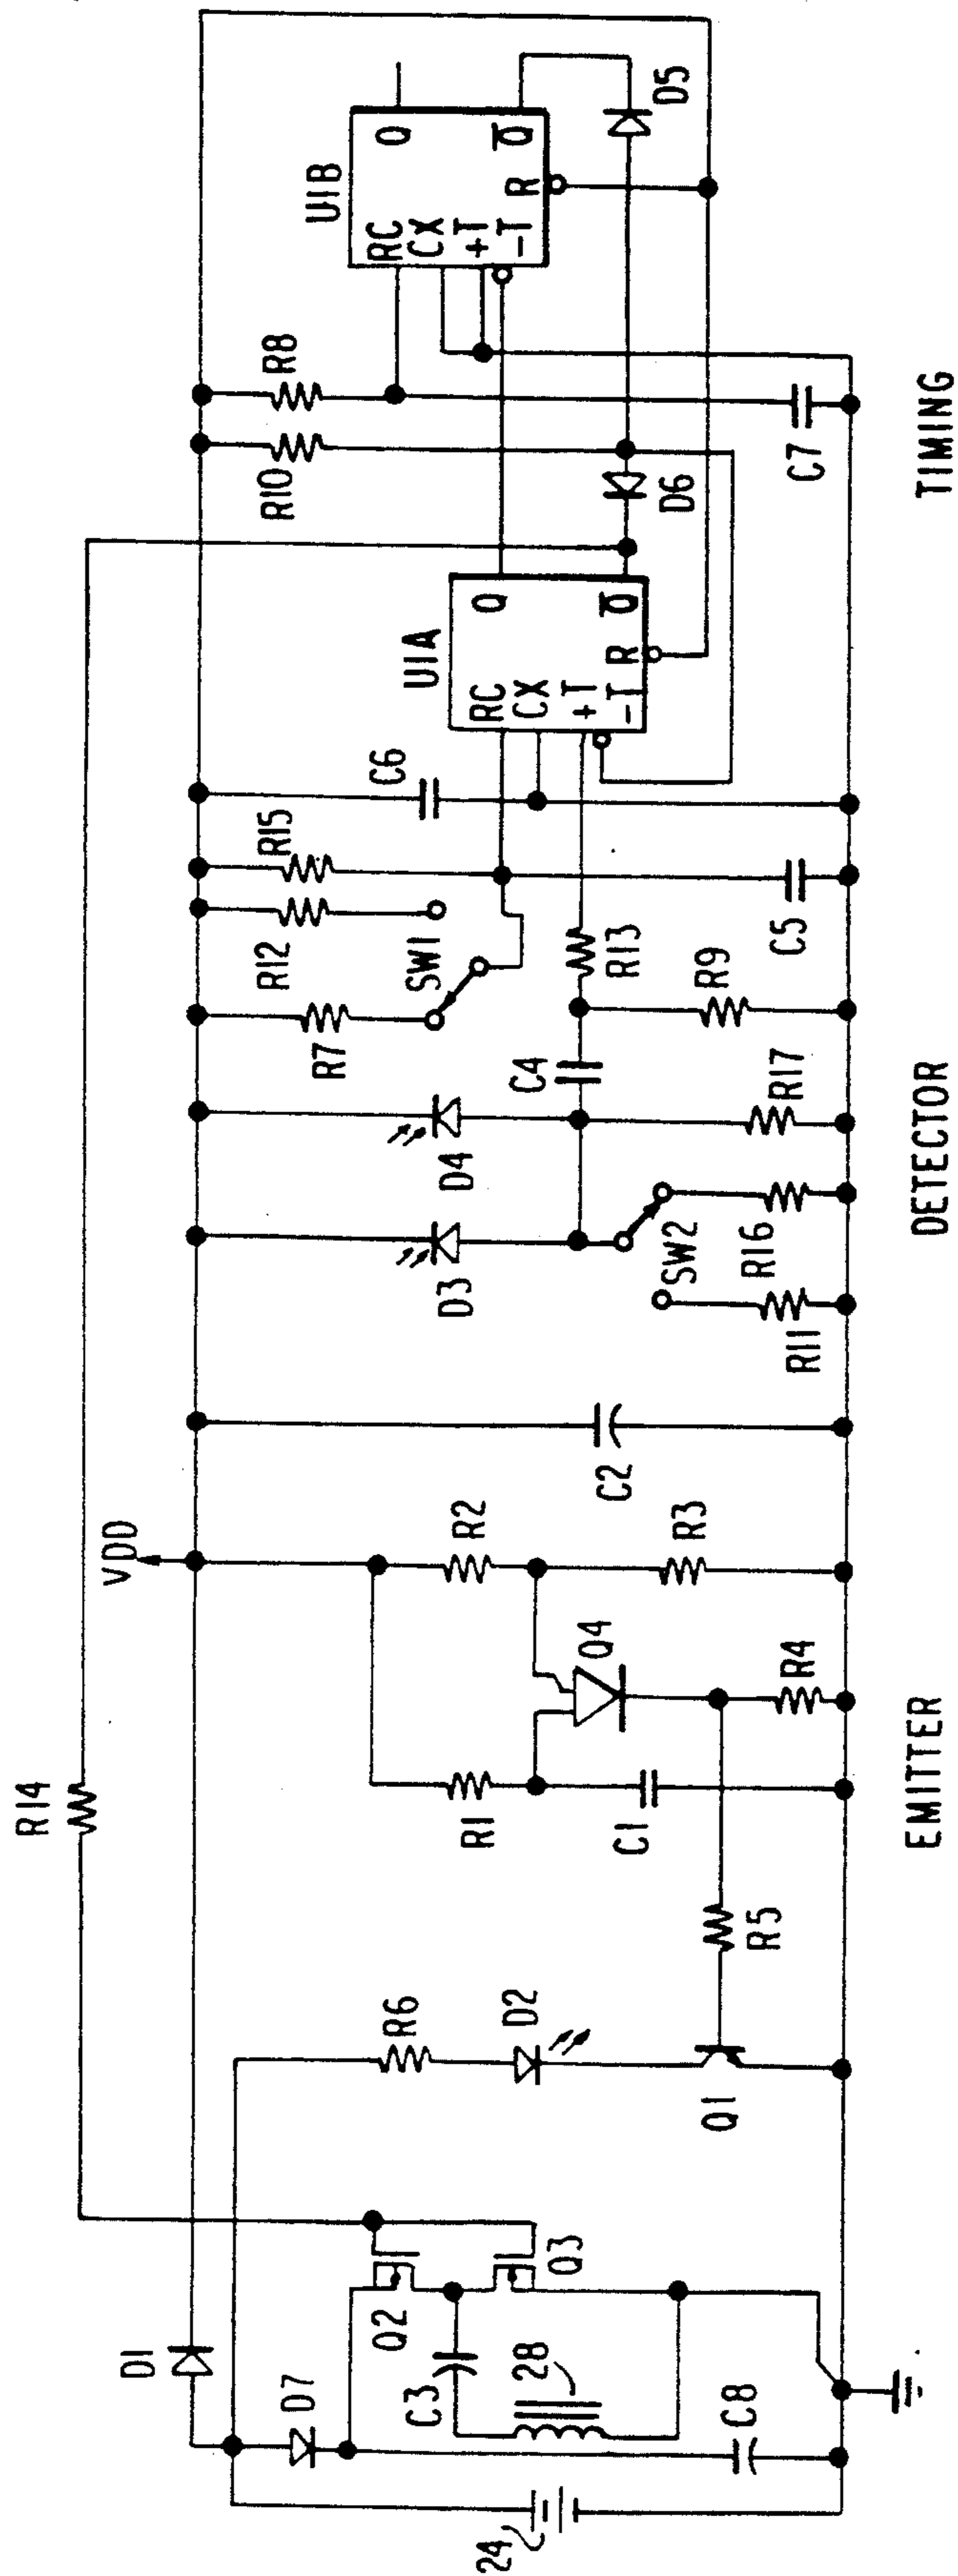 R14
D1
VDD
D7
Q2
Q3
C3
28
C8
24
R6
D2
Q1
R5
R1
C1
Q4
R2
R3
R4
C2
D3
D4
SW2
R11
R16
R17
C4
R7
R12
SW1
R15
C6
R13
R9
C5
U1A
RC
CX
+T
-T
R
Q
Q
D6
R10
R8
C7
U1B
RC
CX
+T
-T
R
Q
Q
D5
EMITTER
DETECTOR
TIMING